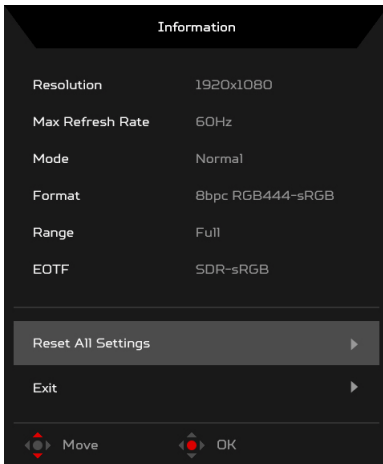 Information
Resolution 1920x1080
Max Refresh Rate 60Hz
Mode Normal
Format 8bpc RGB444-sRGB
Range Full
EOTF SDR-sRGB
Reset All Settings
Exit
Move OK